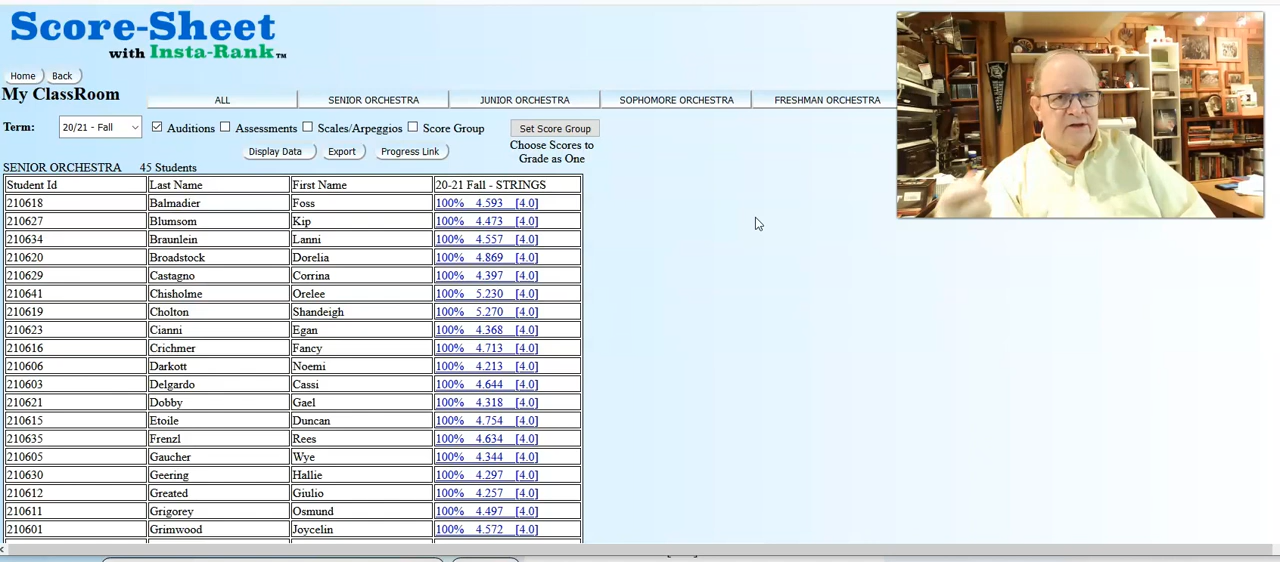 Score-Sheet
with Insta-Rank™
Home Back
My ClassRoom
ALL SENIOR ORCHESTRA JUNIOR ORCHESTRA SOPHOMORE ORCHESTRA FRESHMAN ORCHESTRA
Term: 20/21 - Fall Auditions Assessments Scales/Arpeggios Score Group Set Score Group
Display Data Export Progress Link Choose Scores to
Grade as One
SENIOR ORCHESTRA 45 Students
Student Id Last Name First Name 20-21 Fall - STRINGS
210618 Balmadier Foss 100% 4.593 [4.0]
210627 Blumsom Kip 100% 4.473 [4.0]
210634 Braunlein Lanni 100% 4.557 [4.0]
210620 Broadstock Dorelia 100% 4.869 [4.0]
210629 Castagno Corrina 100% 4.397 [4.0]
210641 Chisholme Orelee 100% 5.230 [4.0]
210619 Cholton Shandeigh 100% 5.270 [4.0]
210623 Cianni Egan 100% 4.368 [4.0]
210616 Crichmer Fancy 100% 4.713 [4.0]
210606 Darkott Noemi 100% 4.213 [4.0]
210603 Delgardo Cassi 100% 4.644 [4.0]
210621 Dobby Gael 100% 4.318 [4.0]
210615 Etoile Duncan 100% 4.754 [4.0]
210635 Frenzl Rees 100% 4.634 [4.0]
210605 Gaucher Wye 100% 4.344 [4.0]
210630 Geering Hallie 100% 4.297 [4.0]
210612 Greated Giulio 100% 4.257 [4.0]
210611 Grigorey Osmund 100% 4.497 [4.0]
210601 Grimwood Joycelin 100% 4.572 [4.0]